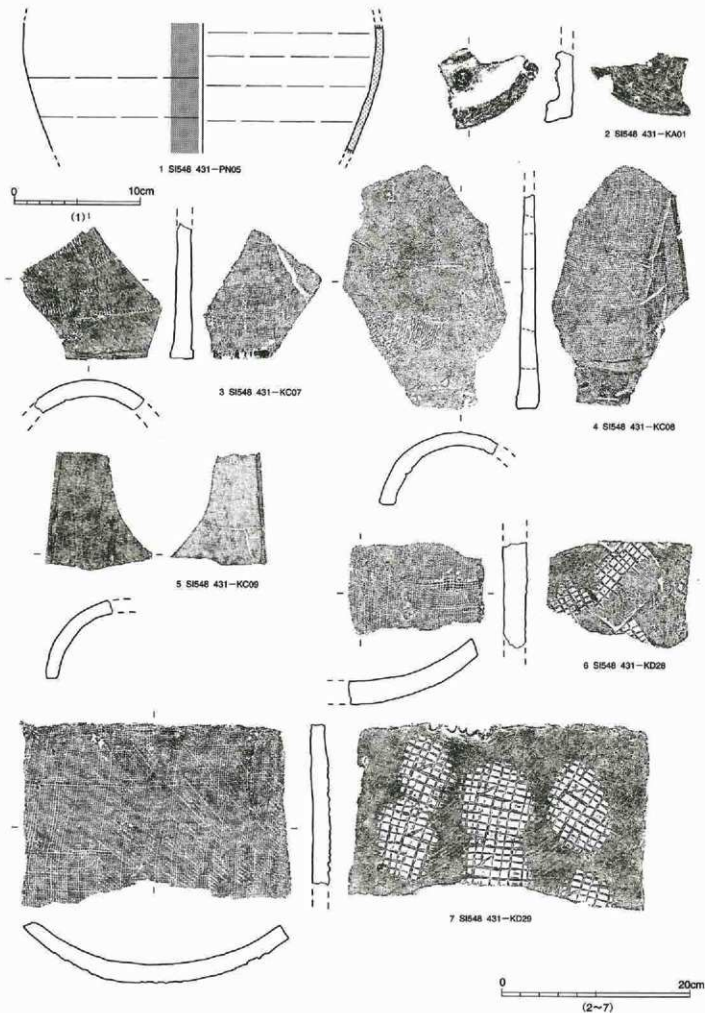 1 SI548 431-PN05
2 SI548 431-KA01
0 10cm
(1)
3 SI548 431-KC07
4 SI548 431-KC08
5 SI548 431-KC09
6 SI548 431-KD28
7 SI548 431-KD29
0 20cm
(2~7)